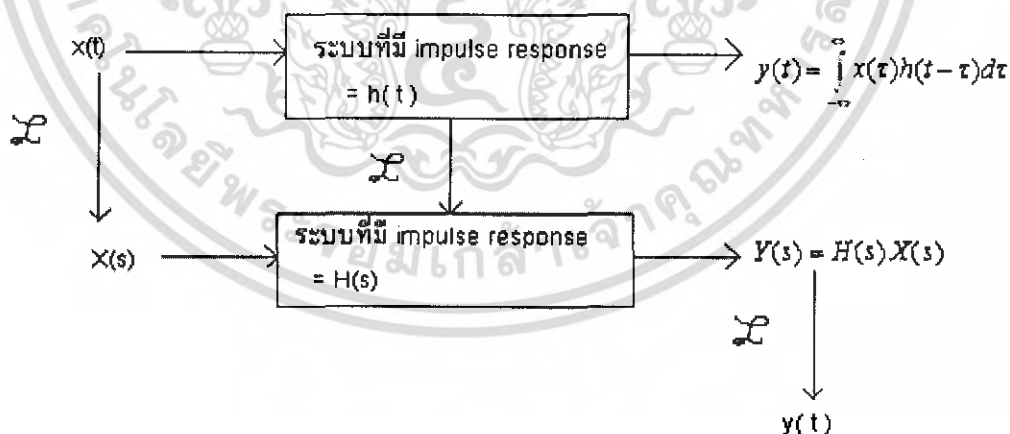 x(t)
ระบบที่มี impulse response
= h(t)
y(t) = ∫_{-∞}^{∞} x(τ)h(t-τ)dτ
ℒ
ℒ
X(s)
ระบบที่มี impulse response
= H(s)
Y(s) = H(s)X(s)
ℒ
y(t)